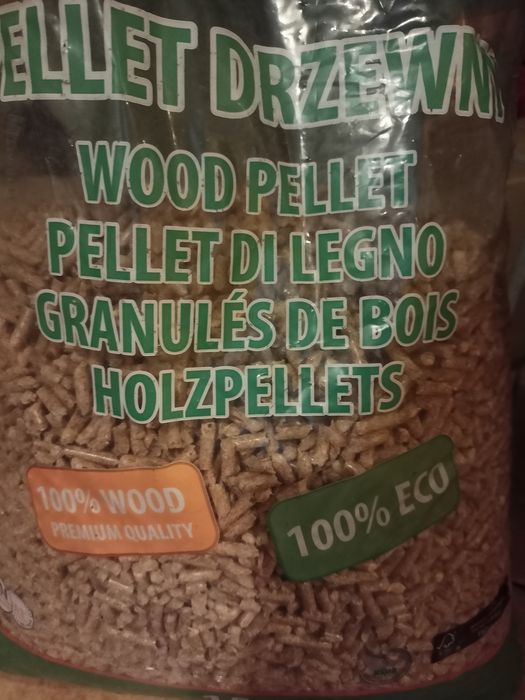 ELLET DRZEWN
WOOD PELLET
PELLET DI LEGNO
GRANULÉS DE BOIS
HOLZPELLETS
100% WOOD
PREMIUM QUALITY
100% ECO